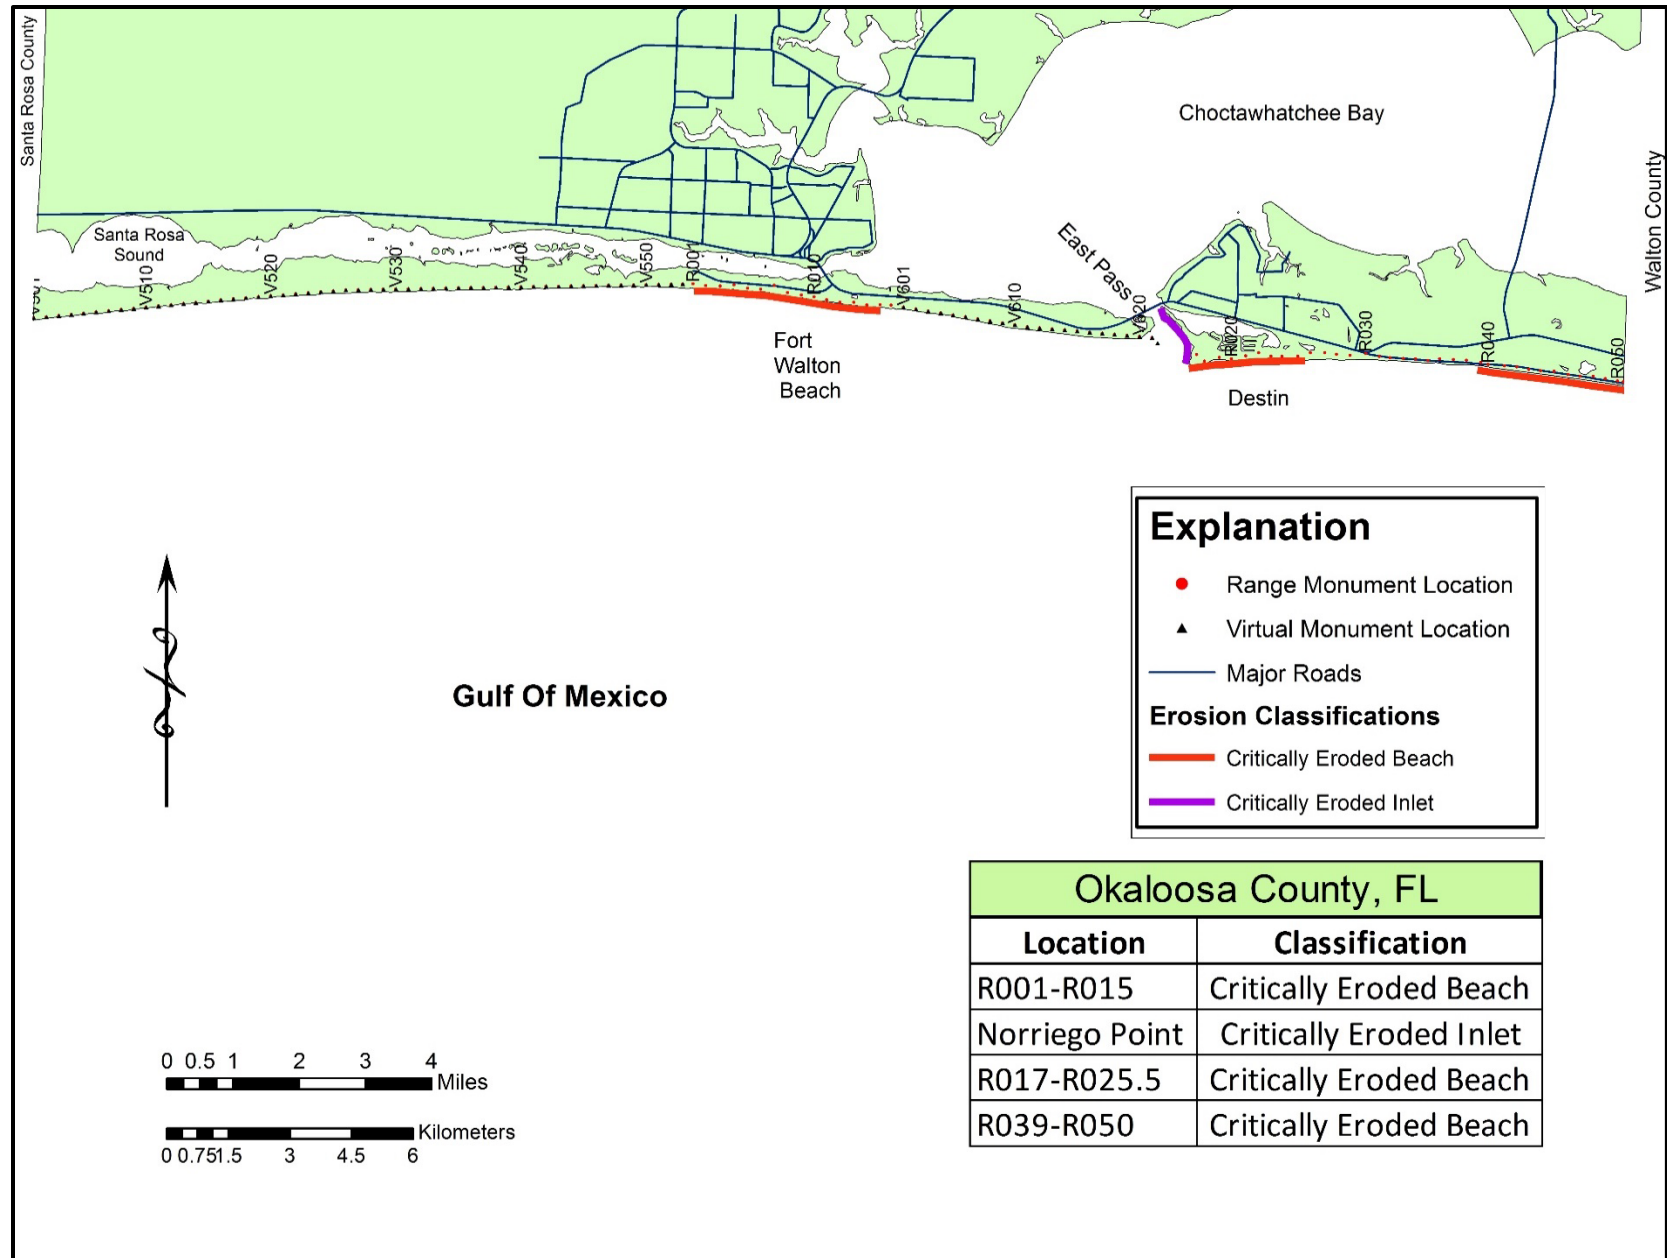 Santa Rosa County
Choctawhatchee Bay
Walton County
Santa Rosa
Sound
East Pass
V510
V520
V530
V540
V550
R001
R010
V601
V610
V620
R020
R030
R040
R050
Fort
Walton
Beach
Destin
Explanation
Range Monument Location
Virtual Monument Location
Major Roads
Erosion Classifications
Critically Eroded Beach
Critically Eroded Inlet
Gulf Of Mexico
Okaloosa County, FL
Location Classification
R001-R015 Critically Eroded Beach
Norriego Point Critically Eroded Inlet
R017-R025.5 Critically Eroded Beach
R039-R050 Critically Eroded Beach
0 0.5 1 2 3 4
Miles
Kilometers
0 0.75 1.5 3 4.5 6